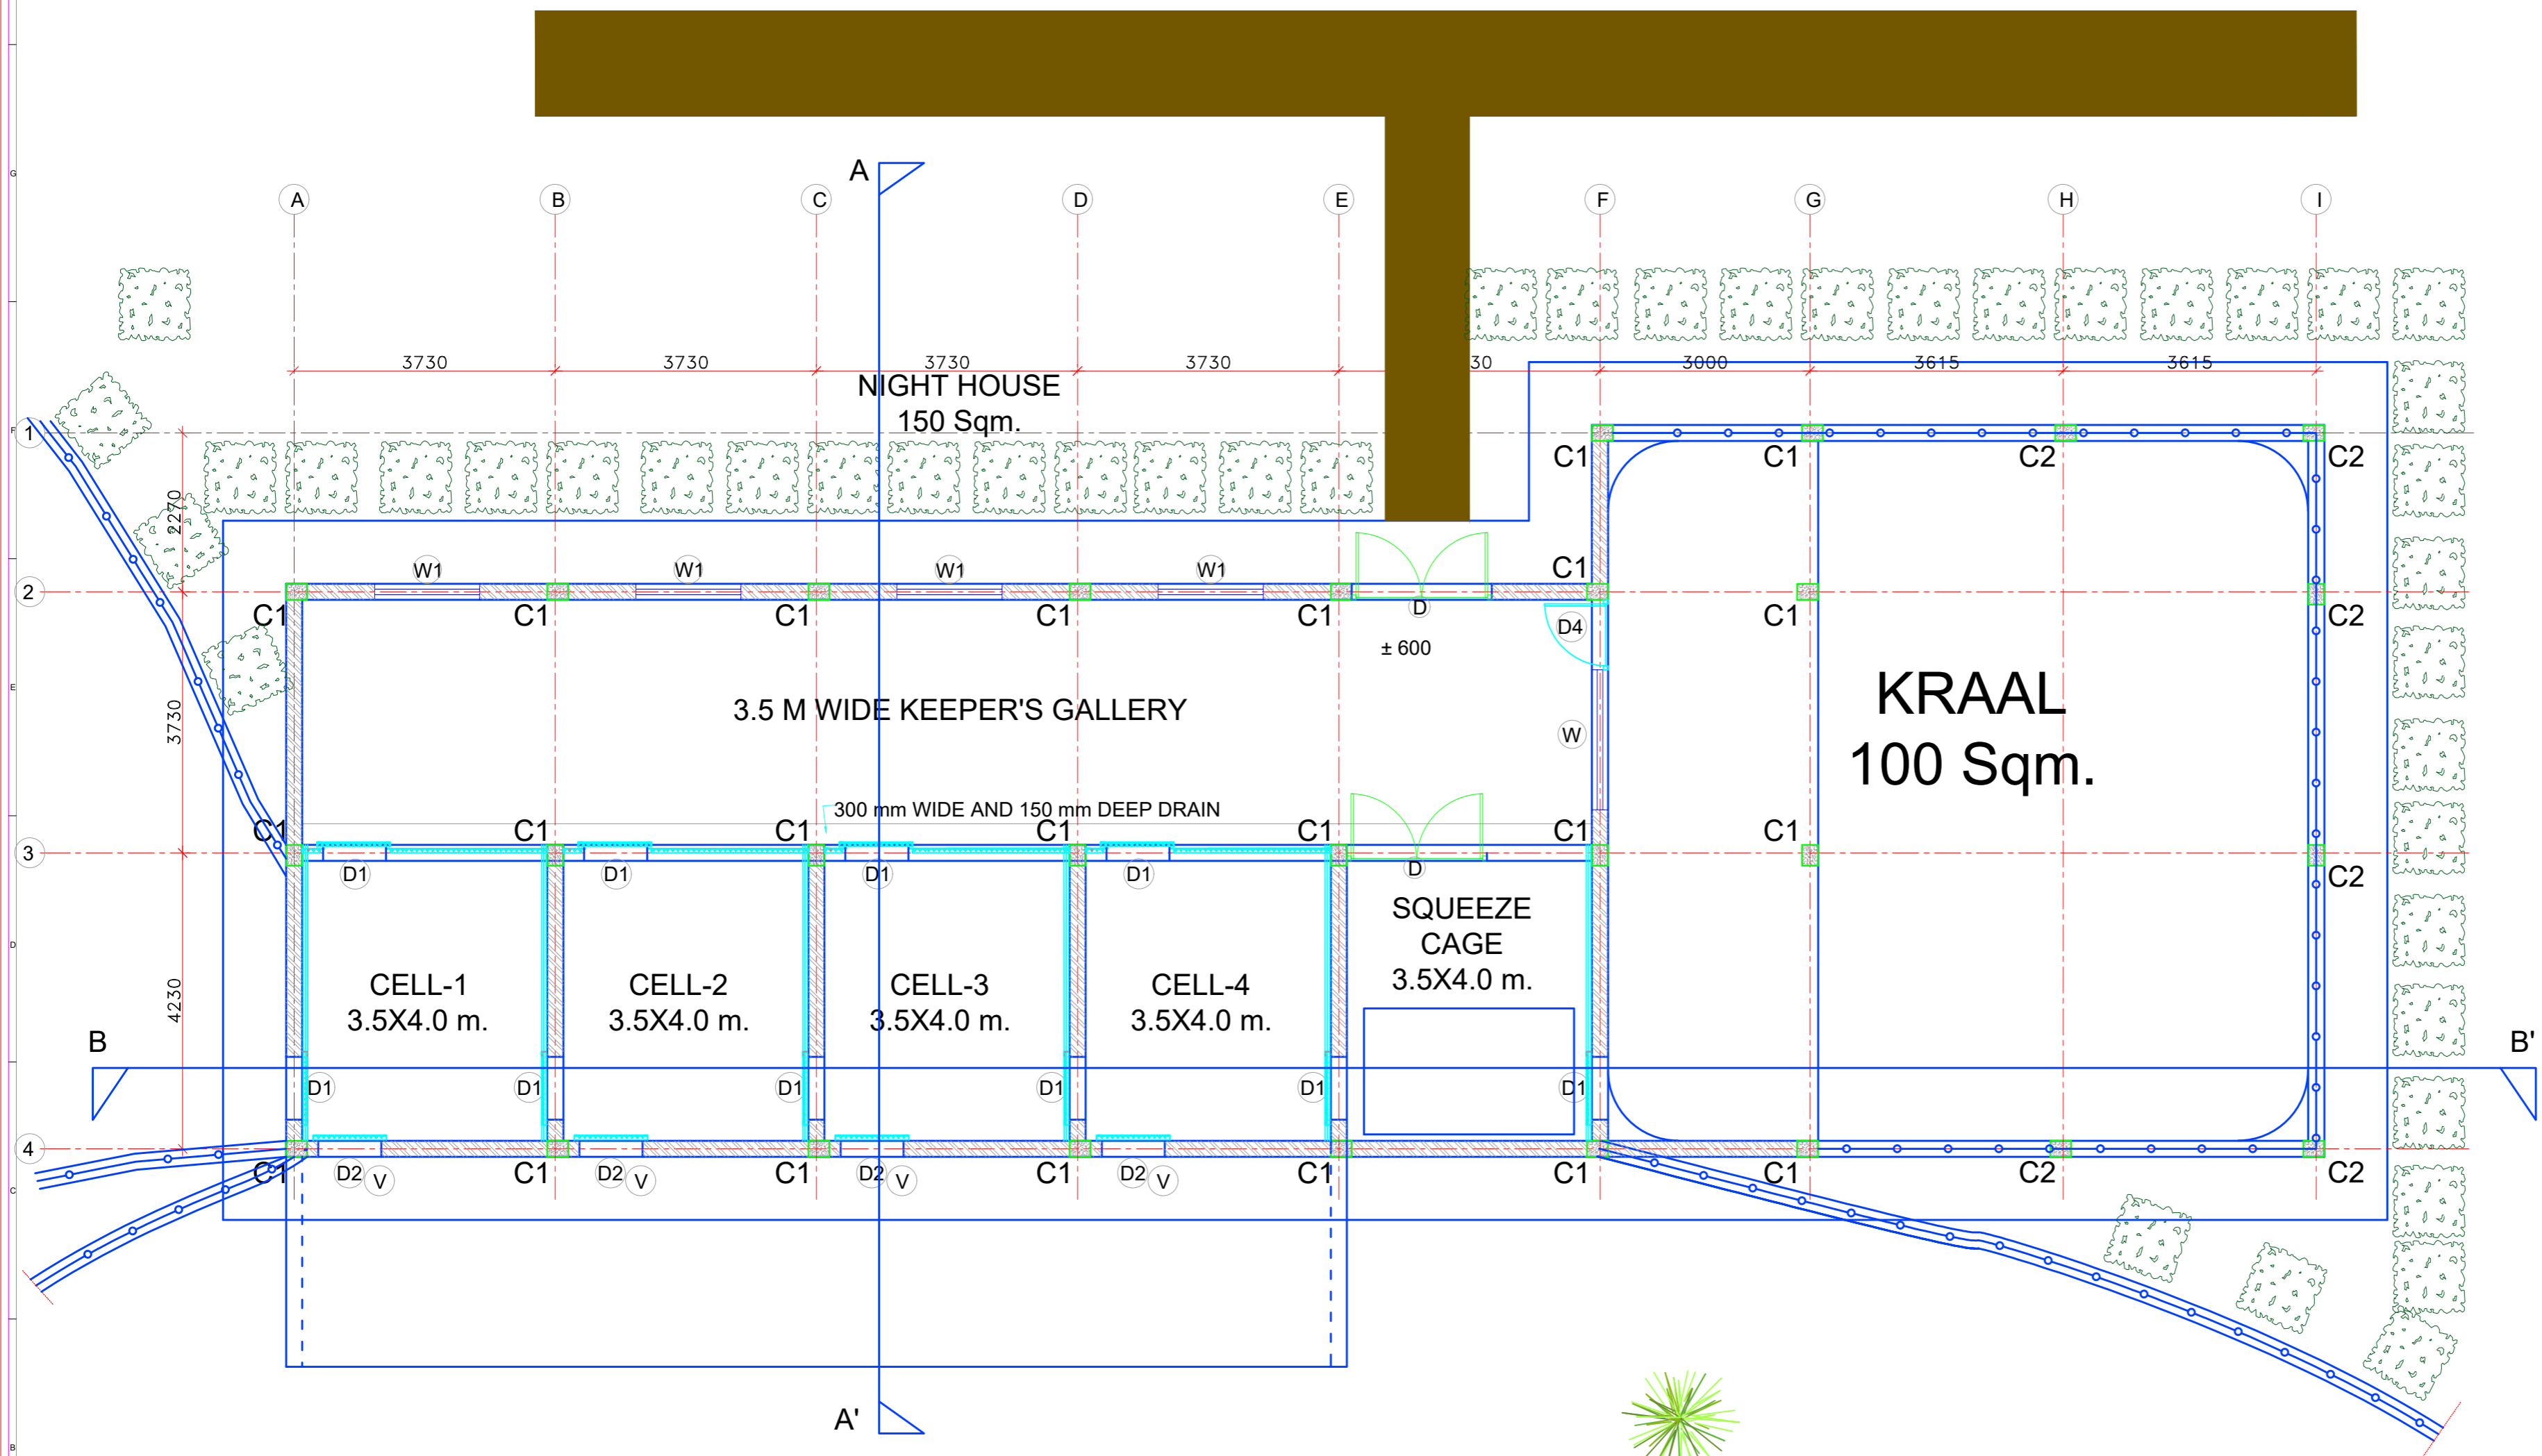 G
A
A
B
C
D
E
F
G
H
I
3730
3730
3730
3730
30
3000
3615
3615
NIGHT HOUSE
150 Sqm.
F
1
C1
C1
C2
C2
2270
W1
W1
W1
W1
C1
2
C1
C1
C1
C1
C1
D
C1
C2
D4
± 600
E
KRAAL
100 Sqm.
3.5 M WIDE KEEPER'S GALLERY
3730
W
300 mm WIDE AND 150 mm DEEP DRAIN
C1
C1
C1
C1
C1
C1
C1
3
D1
D1
D1
D1
D
C2
SQUEEZE
CAGE
3.5X4.0 m.
D
CELL-1
3.5X4.0 m.
CELL-2
3.5X4.0 m.
CELL-3
3.5X4.0 m.
CELL-4
3.5X4.0 m.
4230
B
B'
D1
D1
D1
D1
D1
D1
4
C1
D2
V
C1
D2
V
C1
D2
V
C1
D2
V
C1
C1
C1
C2
C2
C
A'
B